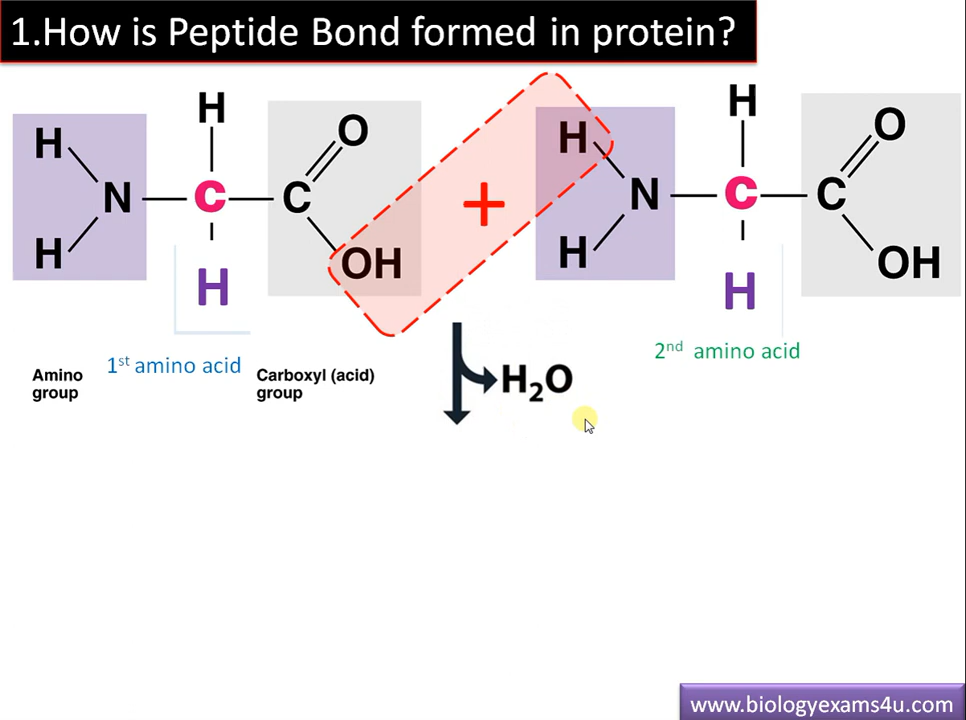 1.How is Peptide Bond formed in protein?
H H O + H H O
H N C C OH H N C C OH
H H
1st amino acid 2nd amino acid
Amino group Carboxyl (acid) group
H2O
www.biologyexams4u.com